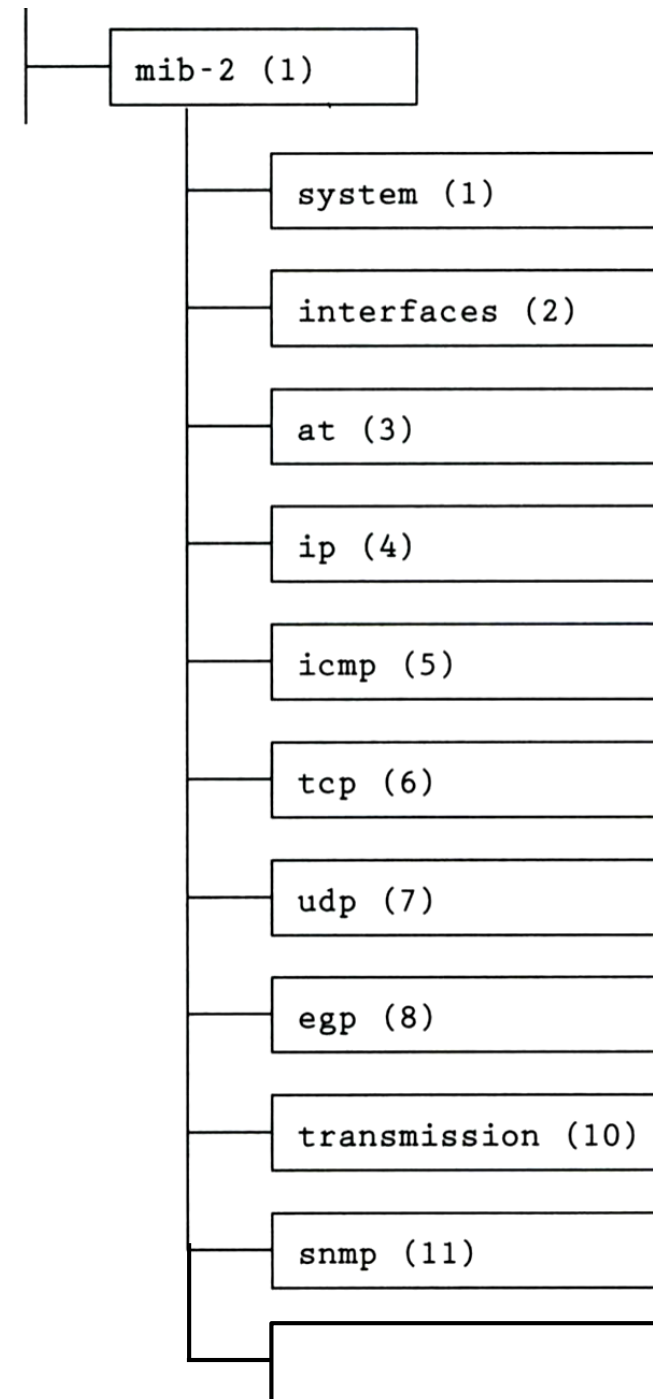 mib-2 (1)
system (1)
interfaces (2)
at (3)
ip (4)
icmp (5)
tcp (6)
udp (7)
egp (8)
transmission (10)
snmp (11)